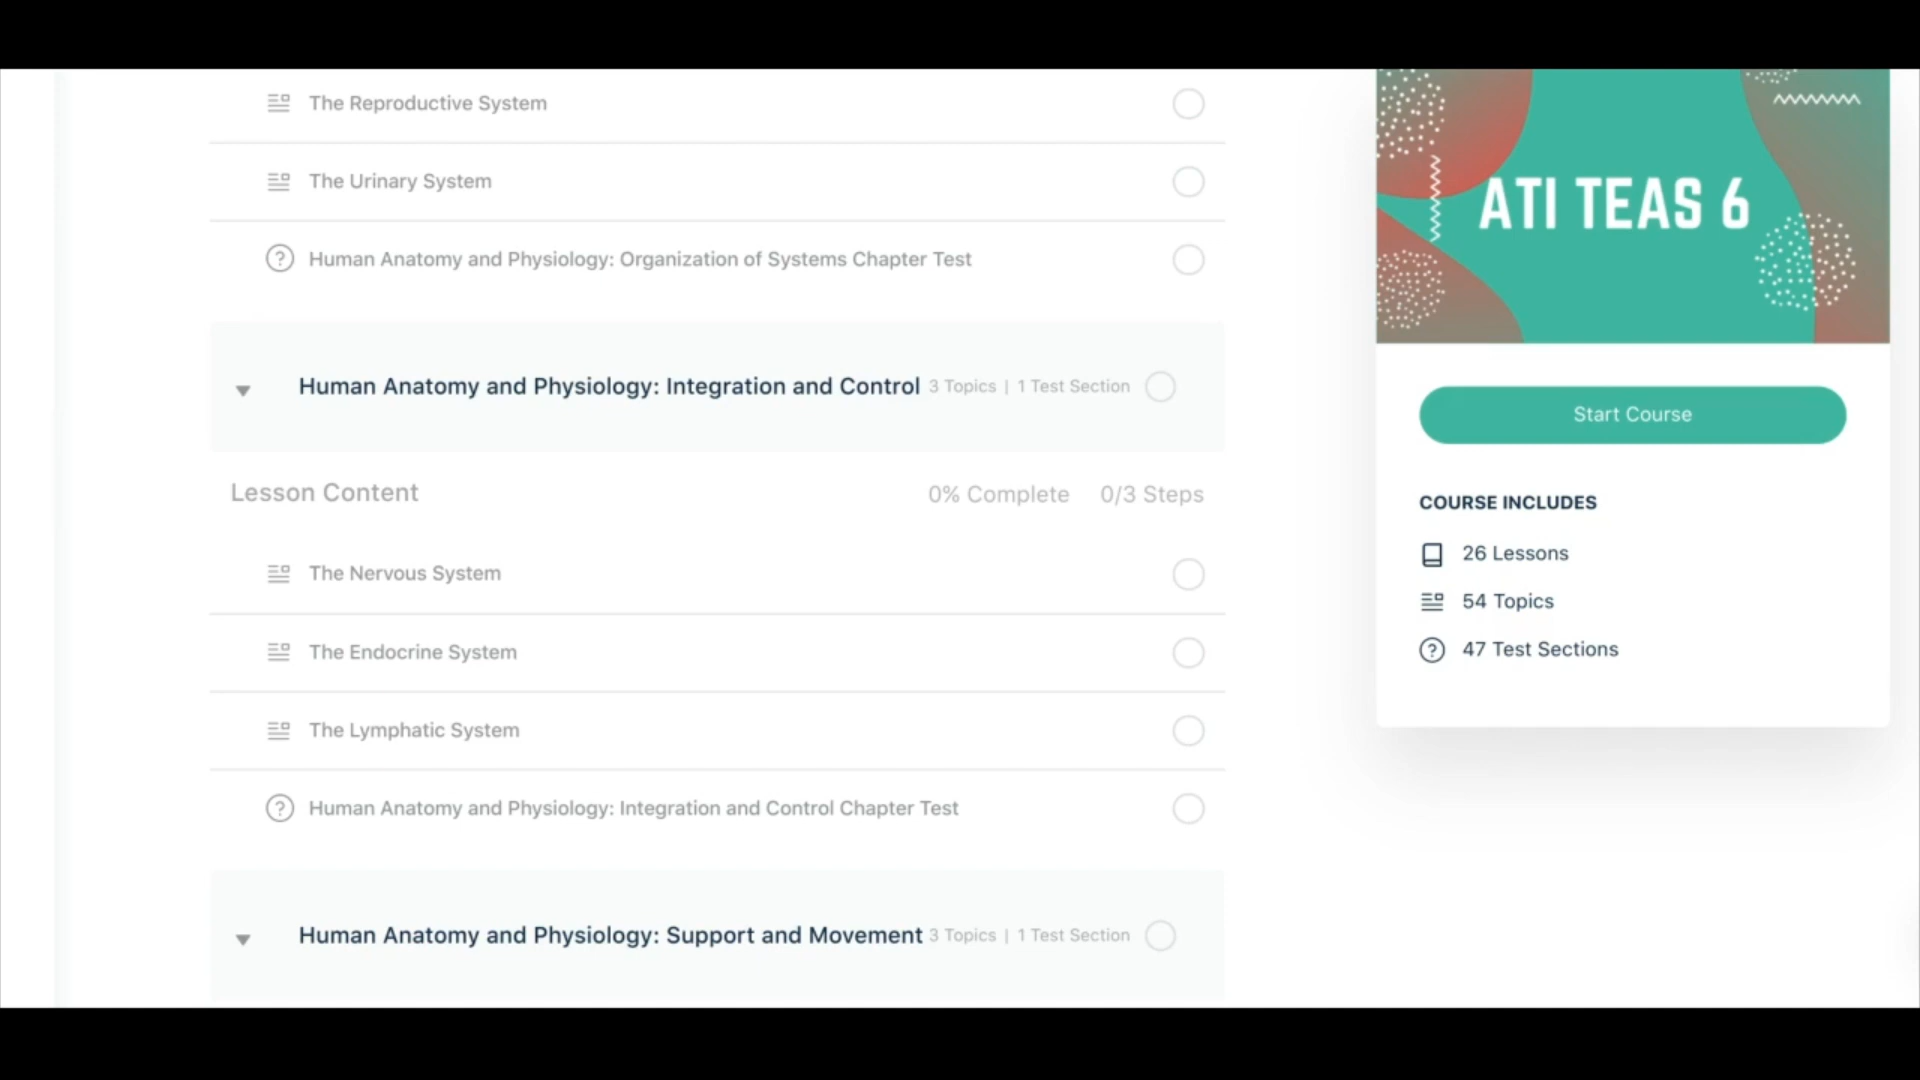 The Reproductive System
The Urinary System
Human Anatomy and Physiology: Organization of Systems Chapter Test
Human Anatomy and Physiology: Integration and Control 3 Topics | 1 Test Section
Lesson Content 0% Complete 0/3 Steps
The Nervous System
The Endocrine System
The Lymphatic System
Human Anatomy and Physiology: Integration and Control Chapter Test
Human Anatomy and Physiology: Support and Movement 3 Topics | 1 Test Section
ATI TEAS 6
Start Course
COURSE INCLUDES
26 Lessons
54 Topics
47 Test Sections